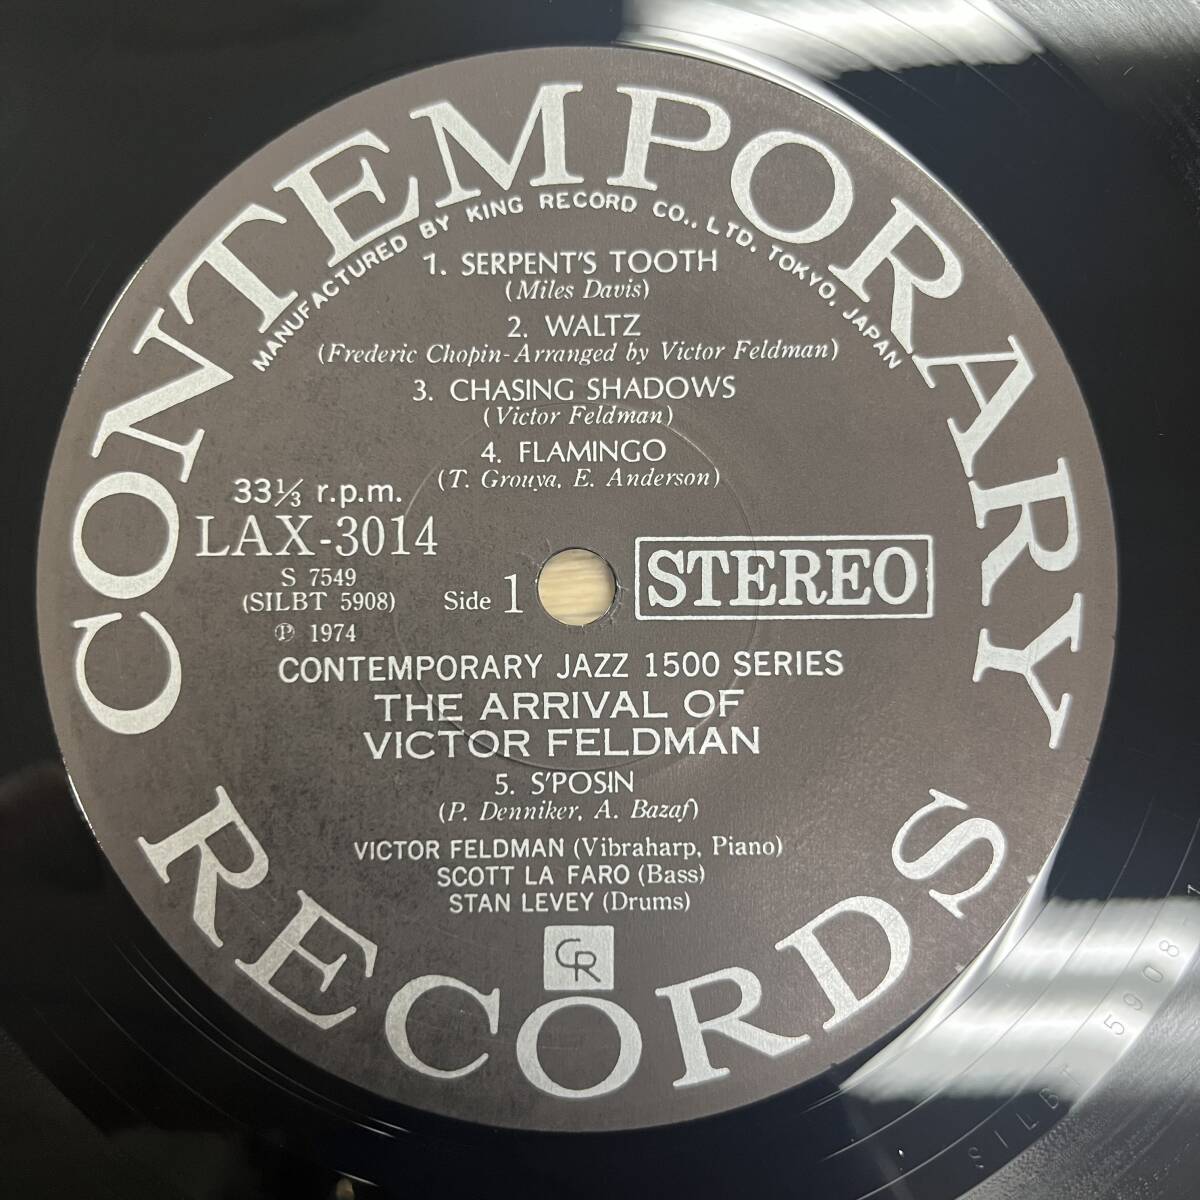 CONTEMPORARY
MANUFACTURED BY KING RECORD CO., LTD. TOKYO, JAPAN
1. SERPENT'S TOOTH
(Miles Davis)
2. WALTZ
(Frederic Chopin-Arranged by Victor Feldman)
3. CHASING SHADOWS
(Victor Feldman)
4. FLAMINGO
(T. Grouya, E. Anderson)
33⅓ r.p.m.
LAX-3014
S 7549
(SILBT 5908)
Ⓟ 1974
Side 1
STEREO
CONTEMPORARY JAZZ 1500 SERIES
THE ARRIVAL OF
VICTOR FELDMAN
5. S'POSIN
(P. Denniker, A. Bazaf)
VICTOR FELDMAN (Vibraharp, Piano)
SCOTT LA FARO (Bass)
STAN LEVEY (Drums)
CR
RECORDS
SILBT 5908